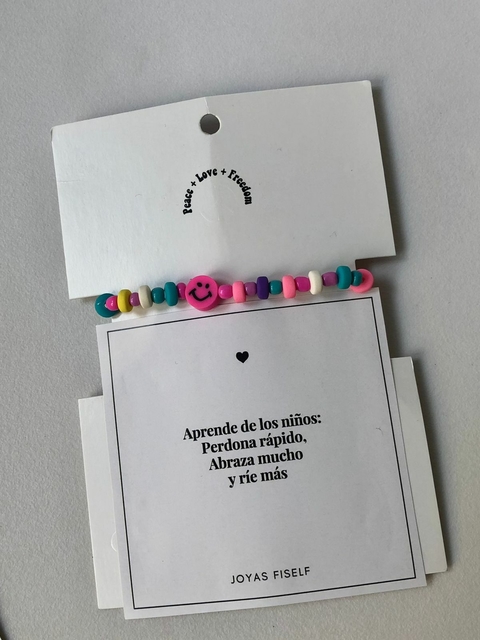 Peace + Love + Freedom
Aprende de los niños:
Perdona rápido,
Abraza mucho
y ríe más
JOYAS FISELF